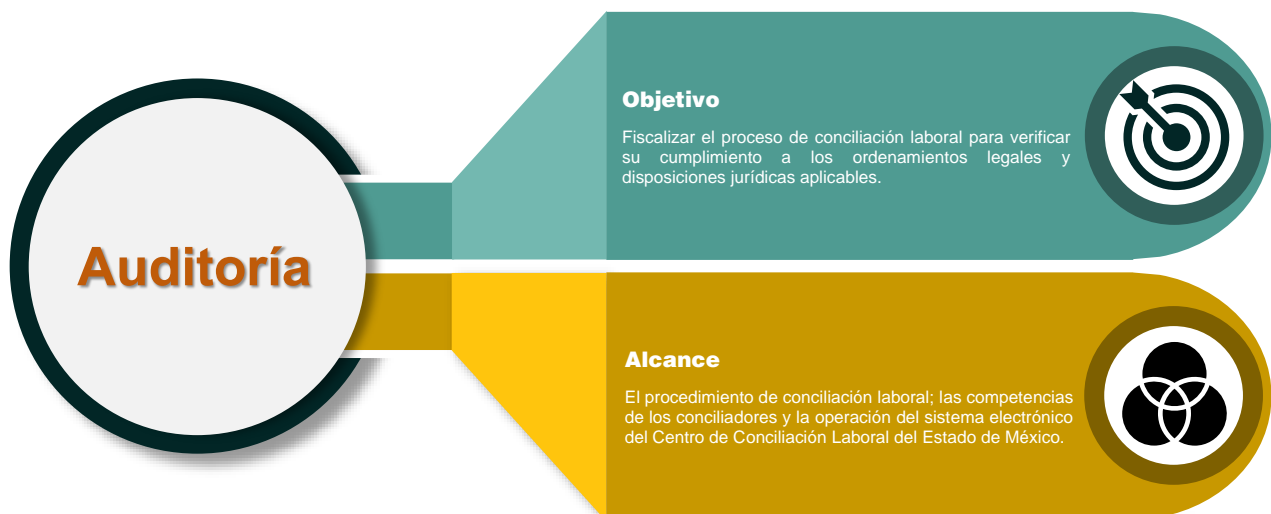 Auditoría
Objetivo
Fiscalizar el proceso de conciliación laboral para verificar
su cumplimiento a los ordenamientos legales y
disposiciones jurídicas aplicables.
Alcance
El procedimiento de conciliación laboral; las competencias
de los conciliadores y la operación del sistema electrónico
del Centro de Conciliación Laboral del Estado de México.